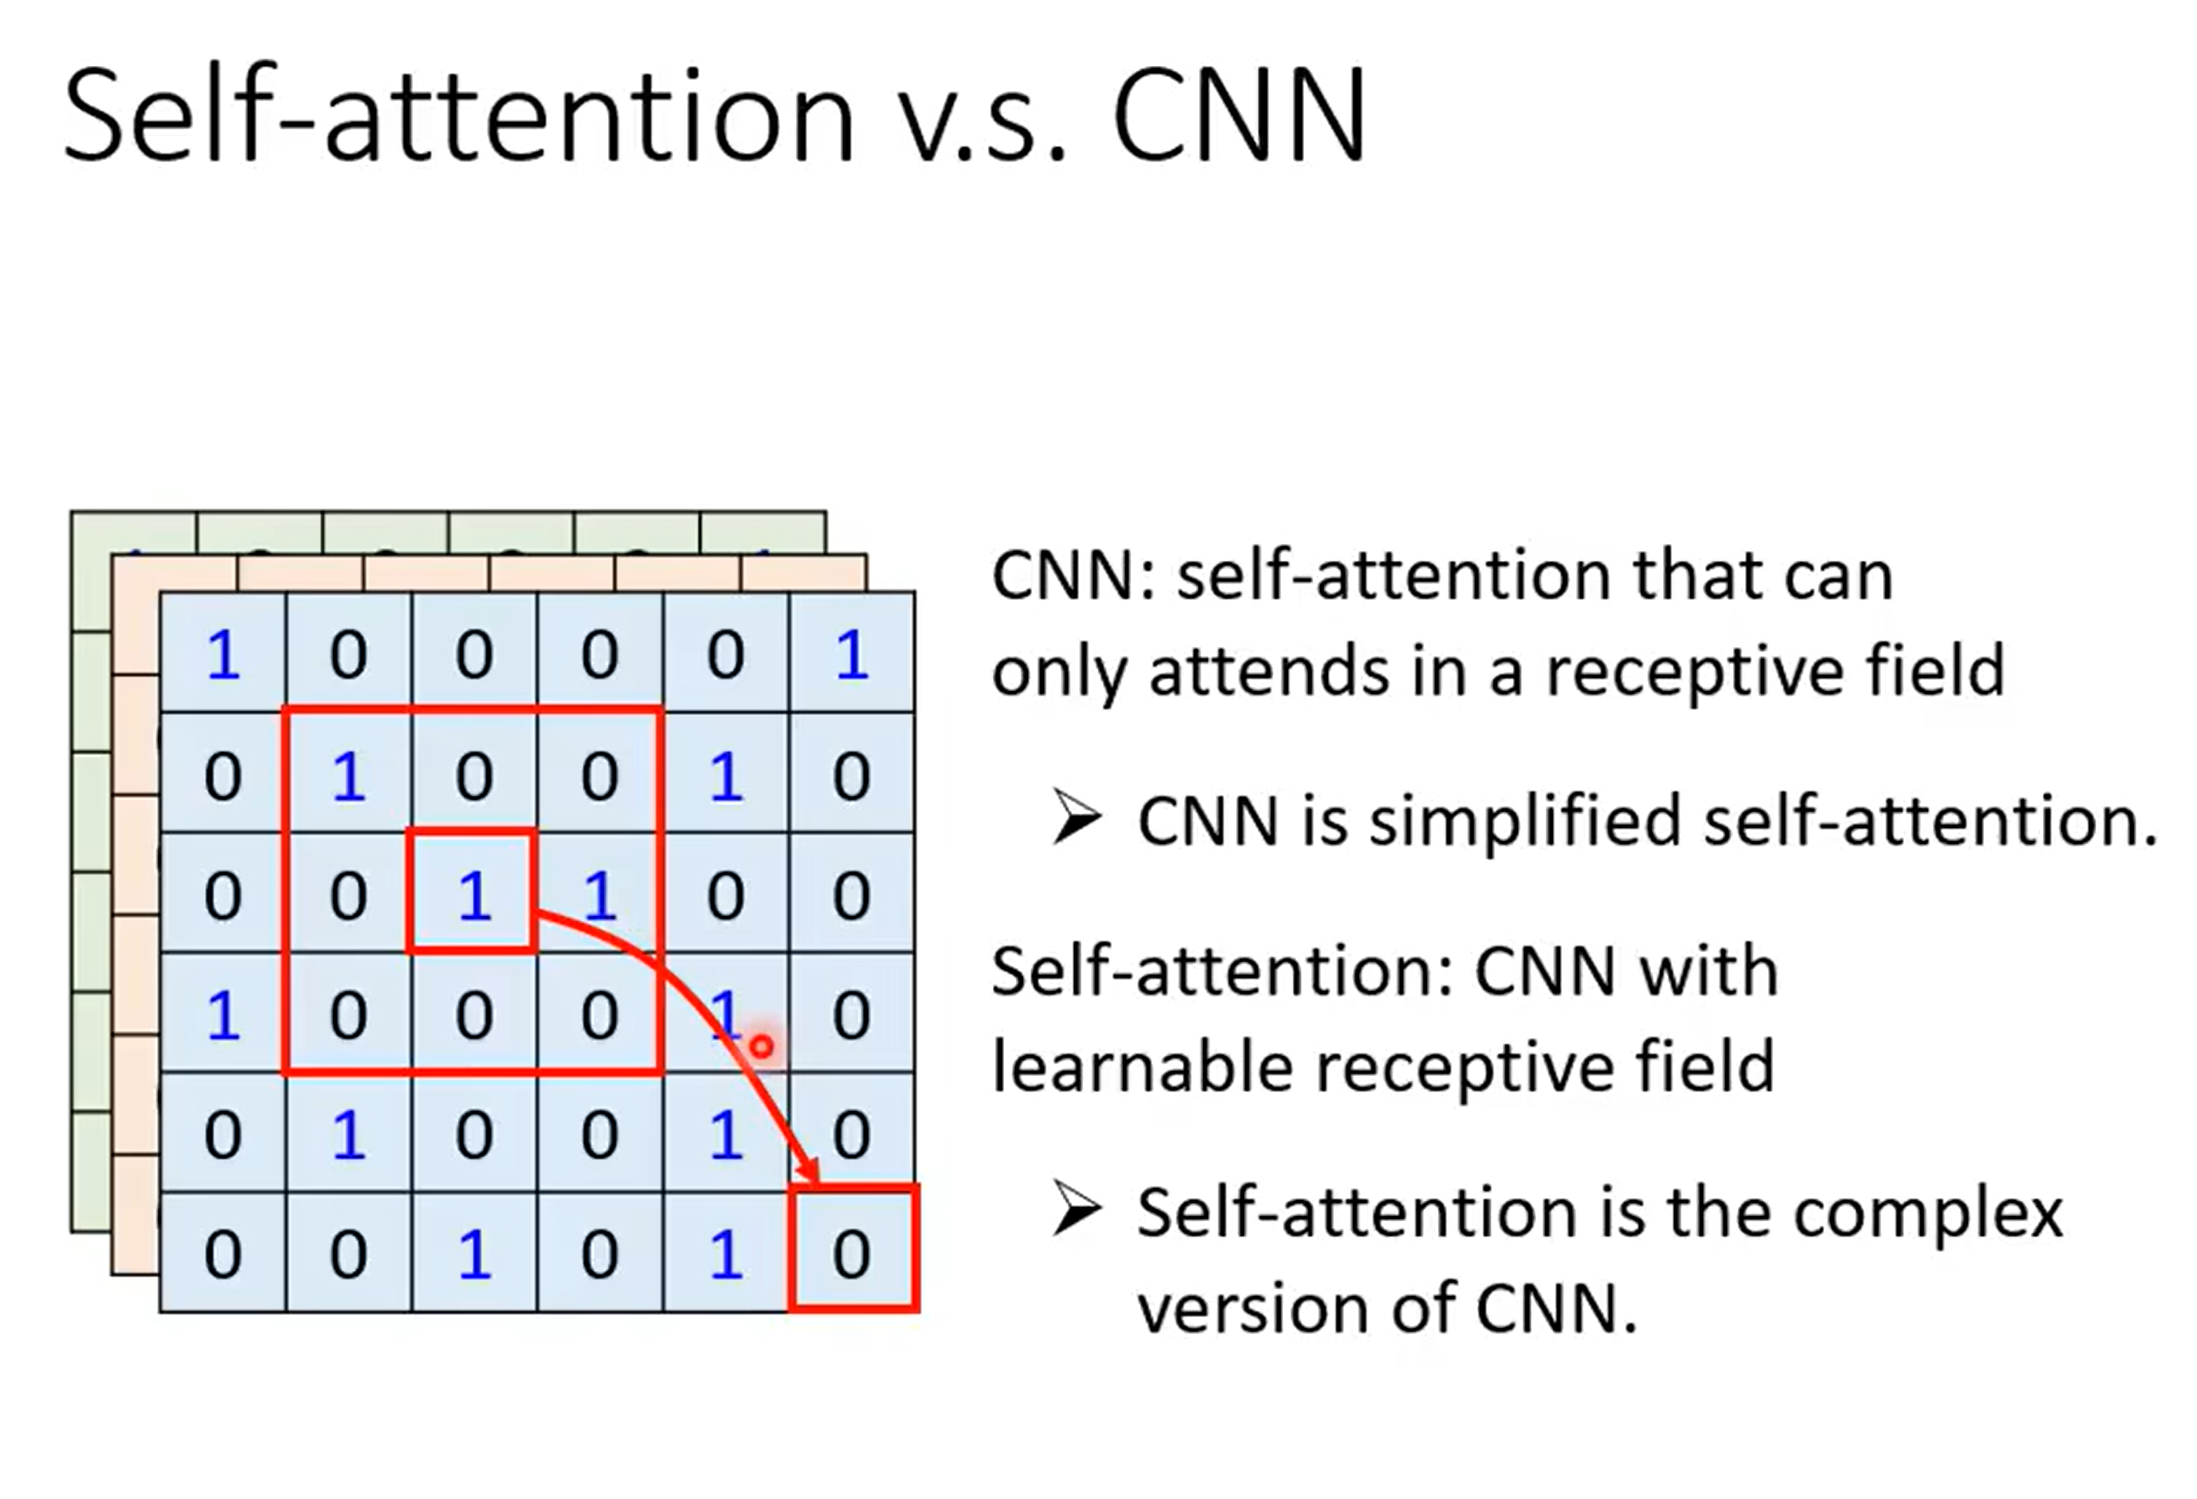 Self-attention v.s. CNN
1 0 0 0 0 1
0 1 0 0 1 0
0 0 1 1 0 0
1 0 0 0 1 0
0 1 0 0 1 0
0 0 1 0 1 0
CNN: self-attention that can
only attends in a receptive field
➢ CNN is simplified self-attention.
Self-attention: CNN with
learnable receptive field
➢ Self-attention is the complex
version of CNN.